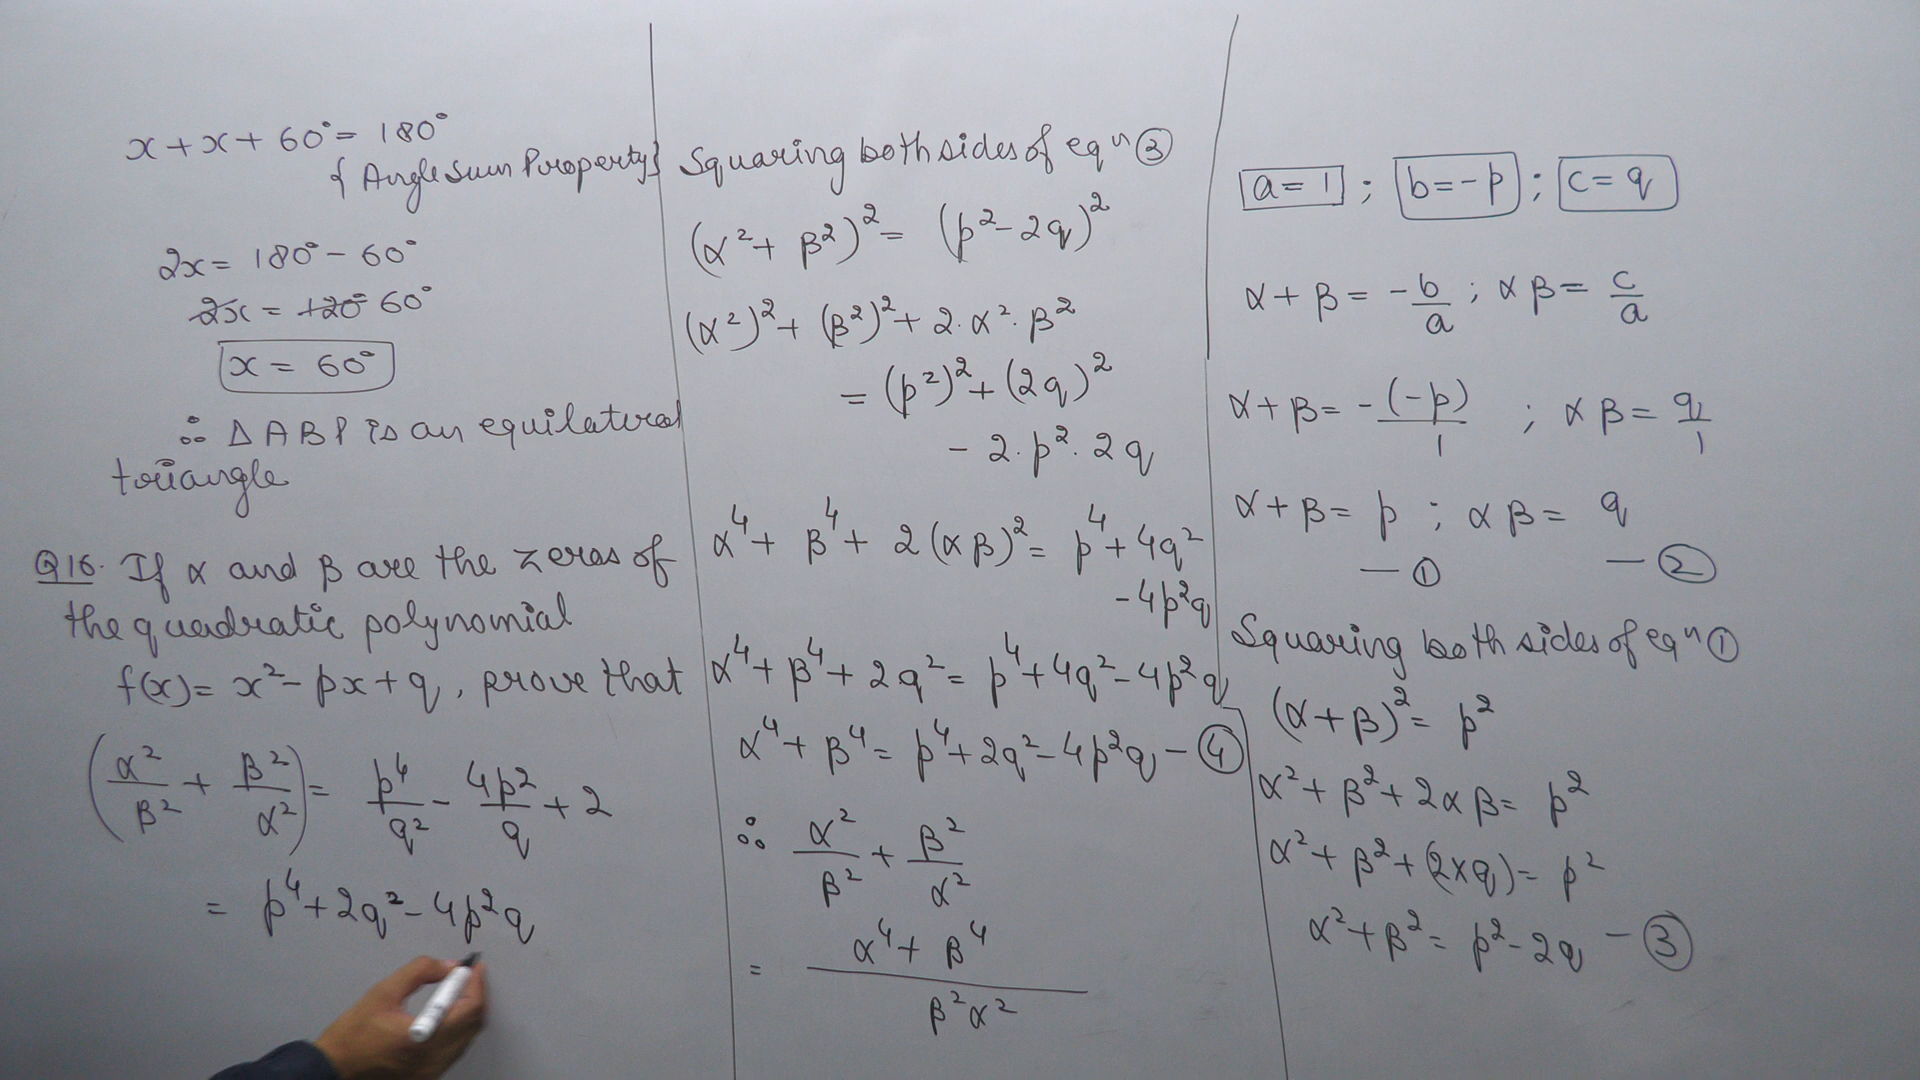 x + x + 60° = 180°
{Angle Sum Property}
2x = 180° - 60°
2x = 120° 60°
x = 60°
∴ Δ ABP is an equilateral
triangle
Q16. If α and β are the zeros of
the quadratic polynomial
f(x) = x² - px + q, prove that
(α²/β² + β²/α²) = p⁴/q² - 4p²/q + 2
= p⁴ + 2q² - 4p²q
Squaring both sides of eqⁿ ③
(α² + β²)² = (p² - 2q)²
(α²)² + (β²)² + 2·α²·β²
= (p²)² + (2q)²
- 2·p²·2q
α⁴ + β⁴ + 2(αβ)² = p⁴ + 4q²
- 4p²q
α⁴ + β⁴ + 2q² = p⁴ + 4q² - 4p²q
α⁴ + β⁴ = p⁴ + 2q² - 4p²q — ④
∴ α²/β² + β²/α²
= (α⁴ + β⁴)/(β²α²)
a = 1 ; b = -p ; c = q
α + β = -b/a ; αβ = c/a
α + β = -(-p)/1 ; αβ = q/1
α + β = p ; αβ = q
— ① — ②
Squaring both sides of eqⁿ ①
(α + β)² = p²
α² + β² + 2αβ = p²
α² + β² + (2×q) = p²
α² + β² = p² - 2q — ③